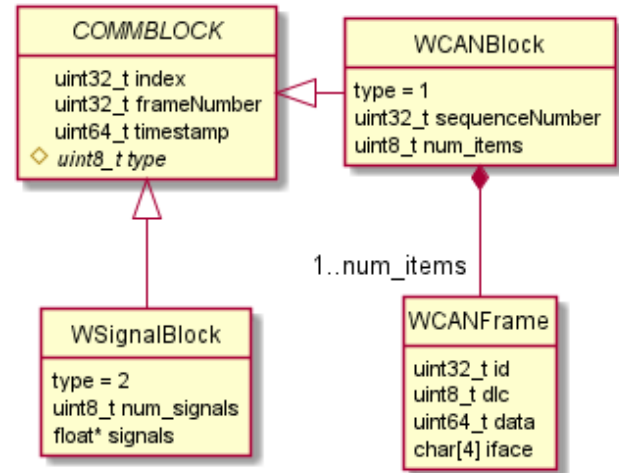 COMMBLOCK
uint32_t index
uint32_t frameNumber
uint64_t timestamp
uint8_t type
WCANBlock
type = 1
uint32_t sequenceNumber
uint8_t num_items
1..num_items
WSignalBlock
type = 2
uint8_t num_signals
float* signals
WCANFrame
uint32_t id
uint8_t dlc
uint64_t data
char[4] iface